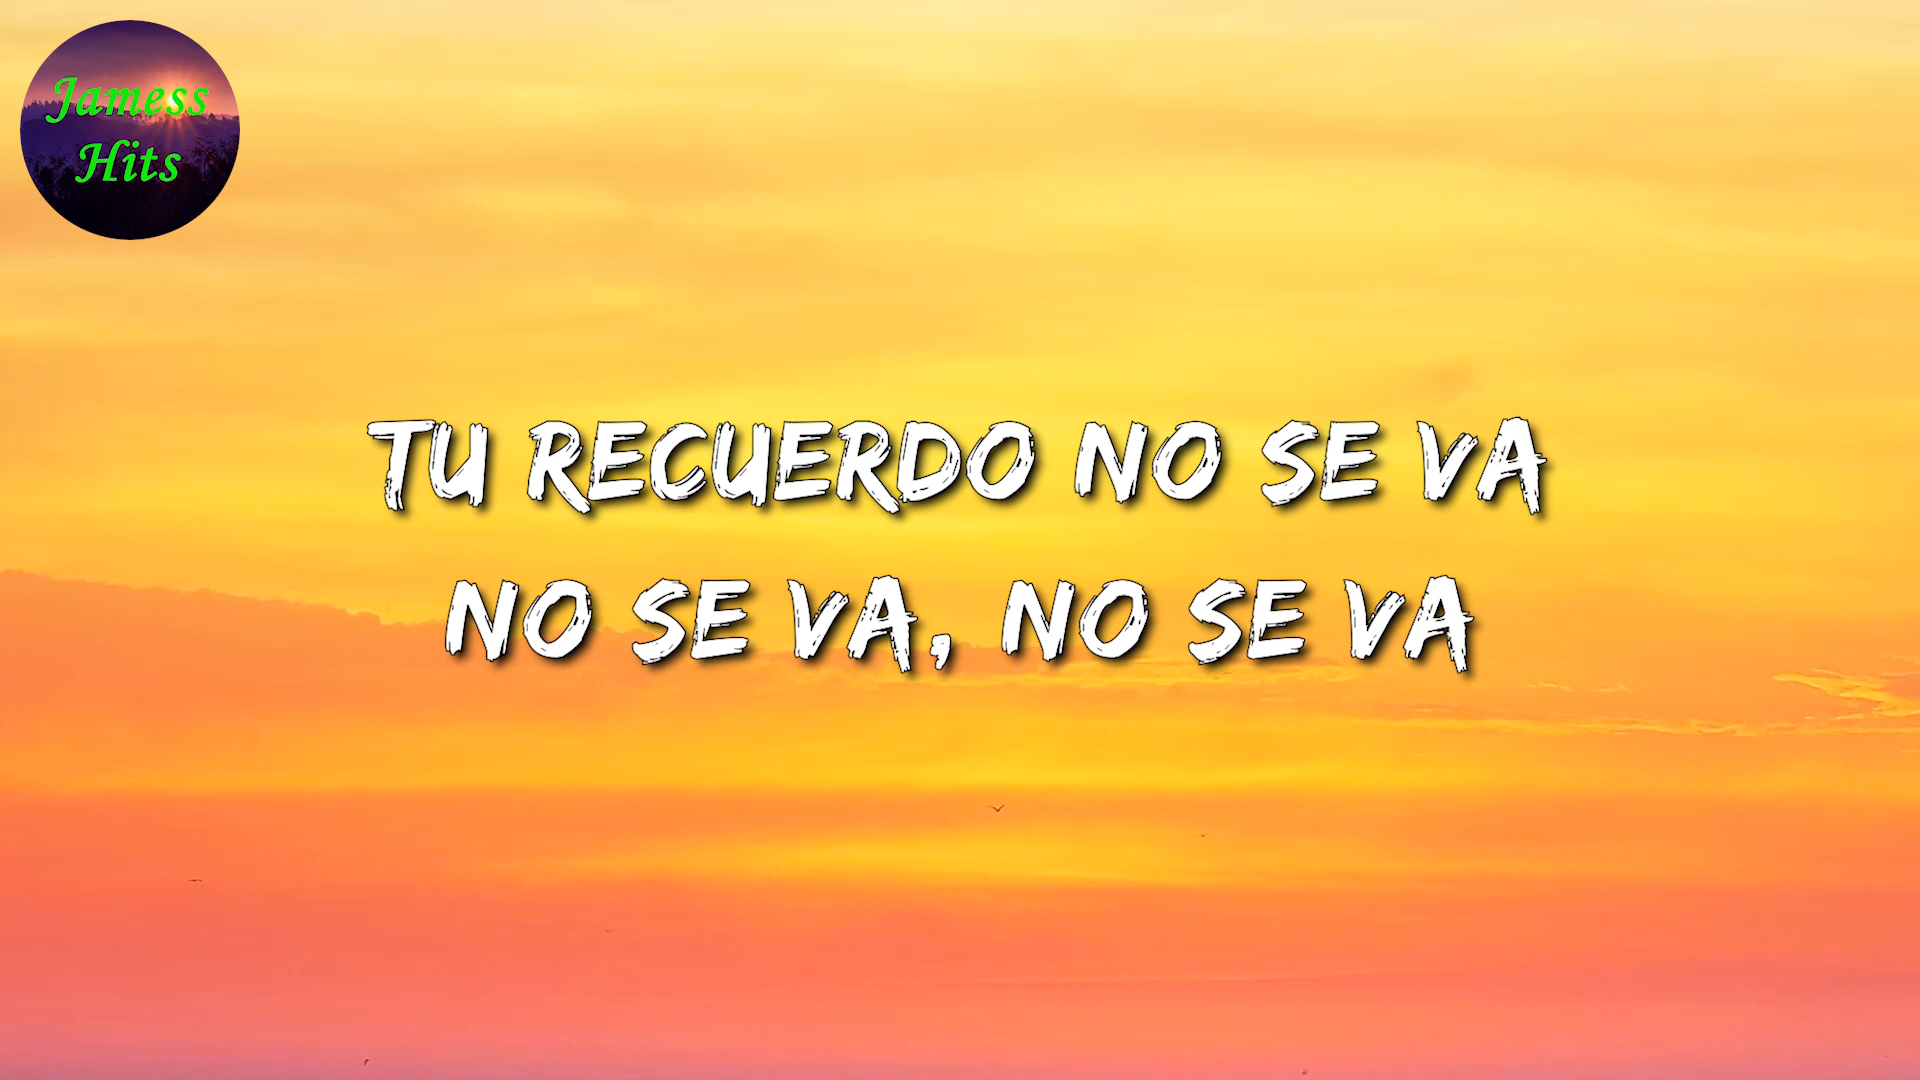 Jamess
Hits
TU RECUERDO NO SE VA
NO SE VA, NO SE VA